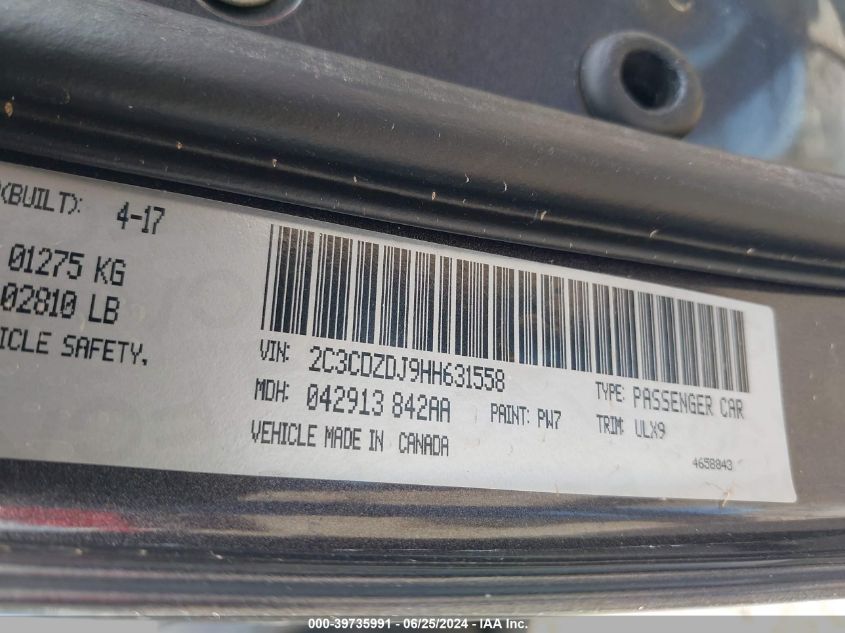 (BUILT): 4-17
01275 KG
02810 LB
ICLE SAFETY,
VIN: 2C3CDZDJ9HH631558
TYPE: PASSENGER CAR
MDH: 042913 842AA
PAINT: PW7
TRIM: ULX9
VEHICLE MADE IN CANADA
4658843
000-39735991 - 06/25/2024 - IAA Inc.